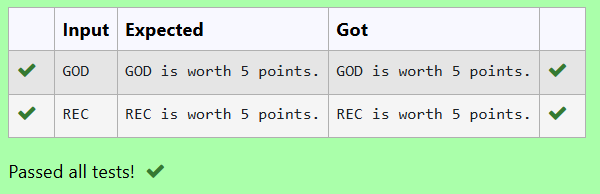 Input Expected Got
GOD GOD is worth 5 points. GOD is worth 5 points.
REC REC is worth 5 points. REC is worth 5 points.
Passed all tests!